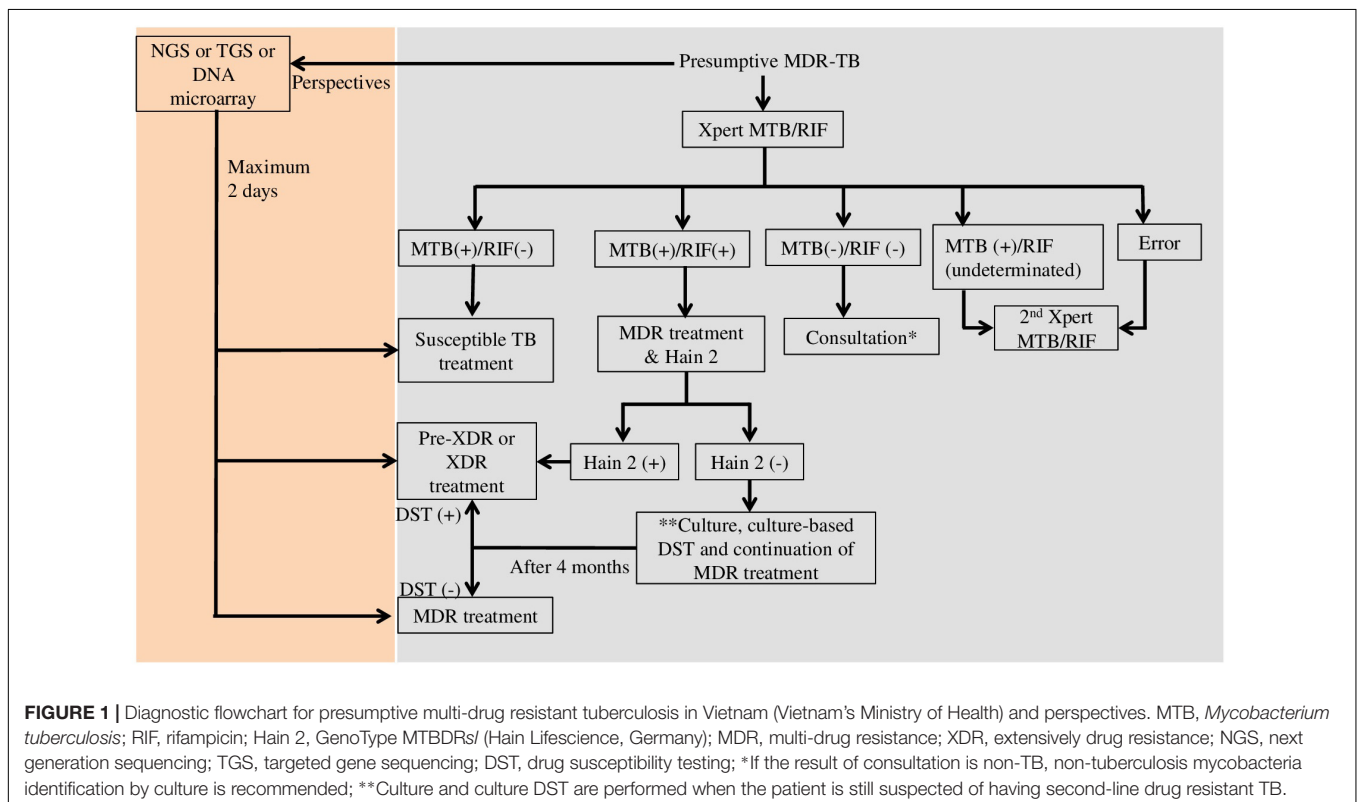 NGS or TGS or
DNA
microarray
Perspectives
Presumptive MDR-TB
Xpert MTB/RIF
Maximum
2 days
MTB(+)/RIF(-)
MTB(+)/RIF(+)
MTB(-)/RIF (-)
MTB (+)/RIF
(undeterminated)
Error
Susceptible TB
treatment
MDR treatment
& Hain 2
Consultation*
2nd Xpert
MTB/RIF
Pre-XDR or
XDR
treatment
Hain 2 (+)
Hain 2 (-)
DST (+)
**Culture, culture-based
DST and continuation of
MDR treatment
After 4 months
DST (-)
MDR treatment
FIGURE 1 | Diagnostic flowchart for presumptive multi-drug resistant tuberculosis in Vietnam (Vietnam's Ministry of Health) and perspectives. MTB, Mycobacterium
tuberculosis; RIF, rifampicin; Hain 2, GenoType MTBDRsl (Hain Lifescience, Germany); MDR, multi-drug resistance; XDR, extensively drug resistance; NGS, next
generation sequencing; TGS, targeted gene sequencing; DST, drug susceptibility testing; *If the result of consultation is non-TB, non-tuberculosis mycobacteria
identification by culture is recommended; **Culture and culture DST are performed when the patient is still suspected of having second-line drug resistant TB.